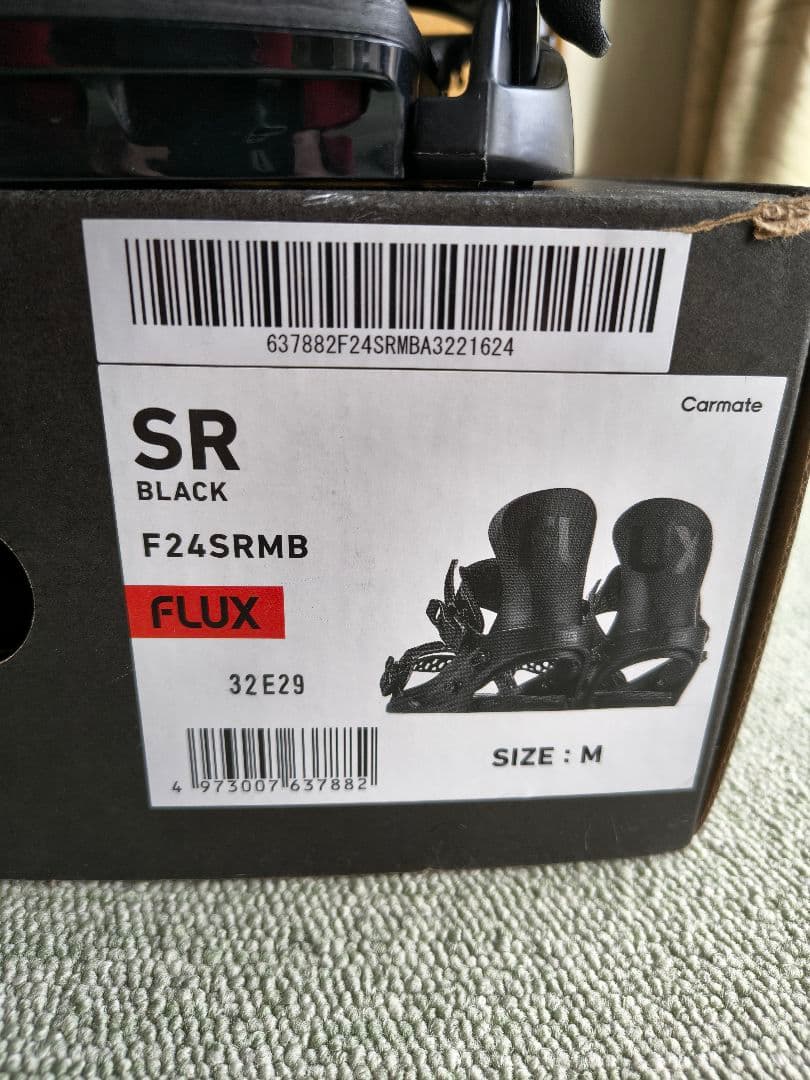 637882F24SRMBA3221624
Carmate
SR
BLACK
F24SRMB
FLUX
32E29
4 973007 637882
SIZE : M